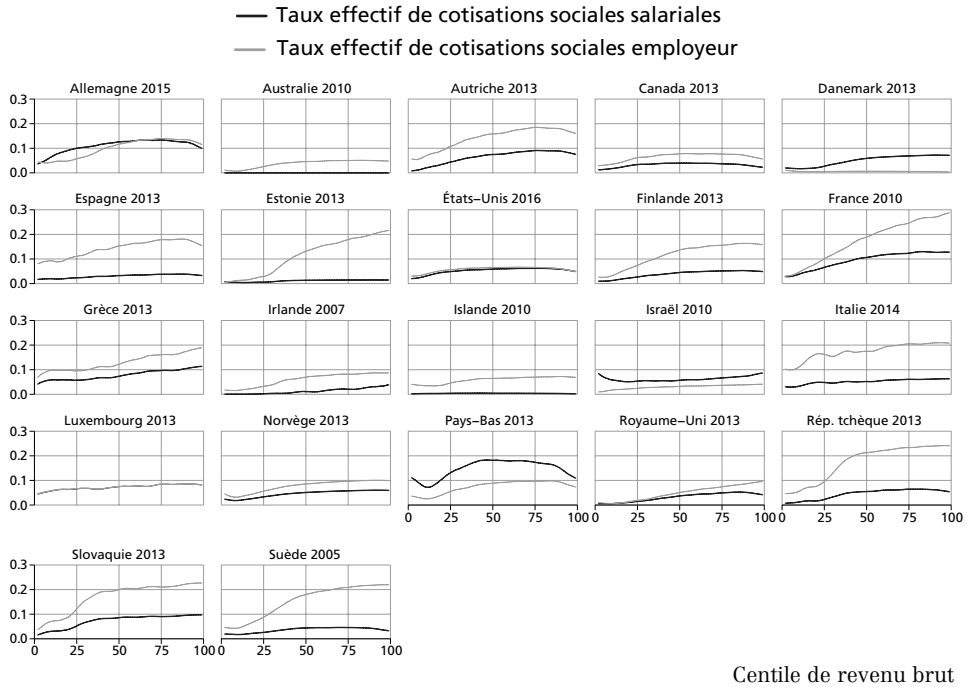 Taux effectif de cotisations sociales salariales
Taux effectif de cotisations sociales employeur
Allemagne 2015 Australie 2010 Autriche 2013 Canada 2013 Danemark 2013
0.3
0.2
0.1
0.0
Espagne 2013 Estonie 2013 États–Unis 2016 Finlande 2013 France 2010
0.3
0.2
0.1
0.0
Grèce 2013 Irlande 2007 Islande 2010 Israël 2010 Italie 2014
0.3
0.2
0.1
0.0
Luxembourg 2013 Norvège 2013 Pays–Bas 2013 Royaume–Uni 2013 Rép. tchèque 2013
0.3
0.2
0.1
0.0
0 25 50 75 100 0 25 50 75 100 0 25 50 75 100
Slovaquie 2013 Suède 2005
0.3
0.2
0.1
0.0
0 25 50 75 100 0 25 50 75 100
Centile de revenu brut